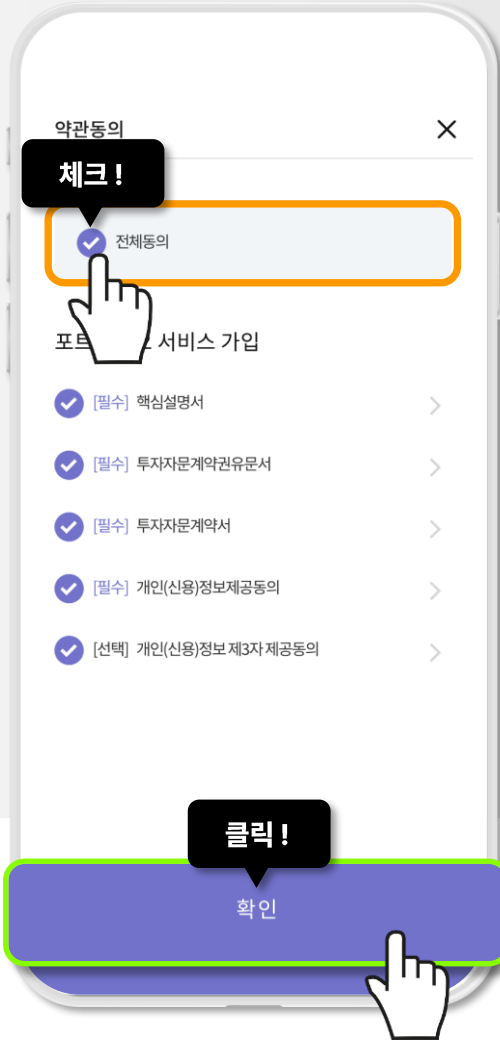 약관동의
체크 !
전체동의
서비스 가입
[필수] 핵심설명서
[필수] 투자자문계약권유문서
[필수] 투자자문계약서
[필수] 개인(신용)정보제공동의
[선택] 개인(신용)정보 제3자 제공동의
클릭 !
확인